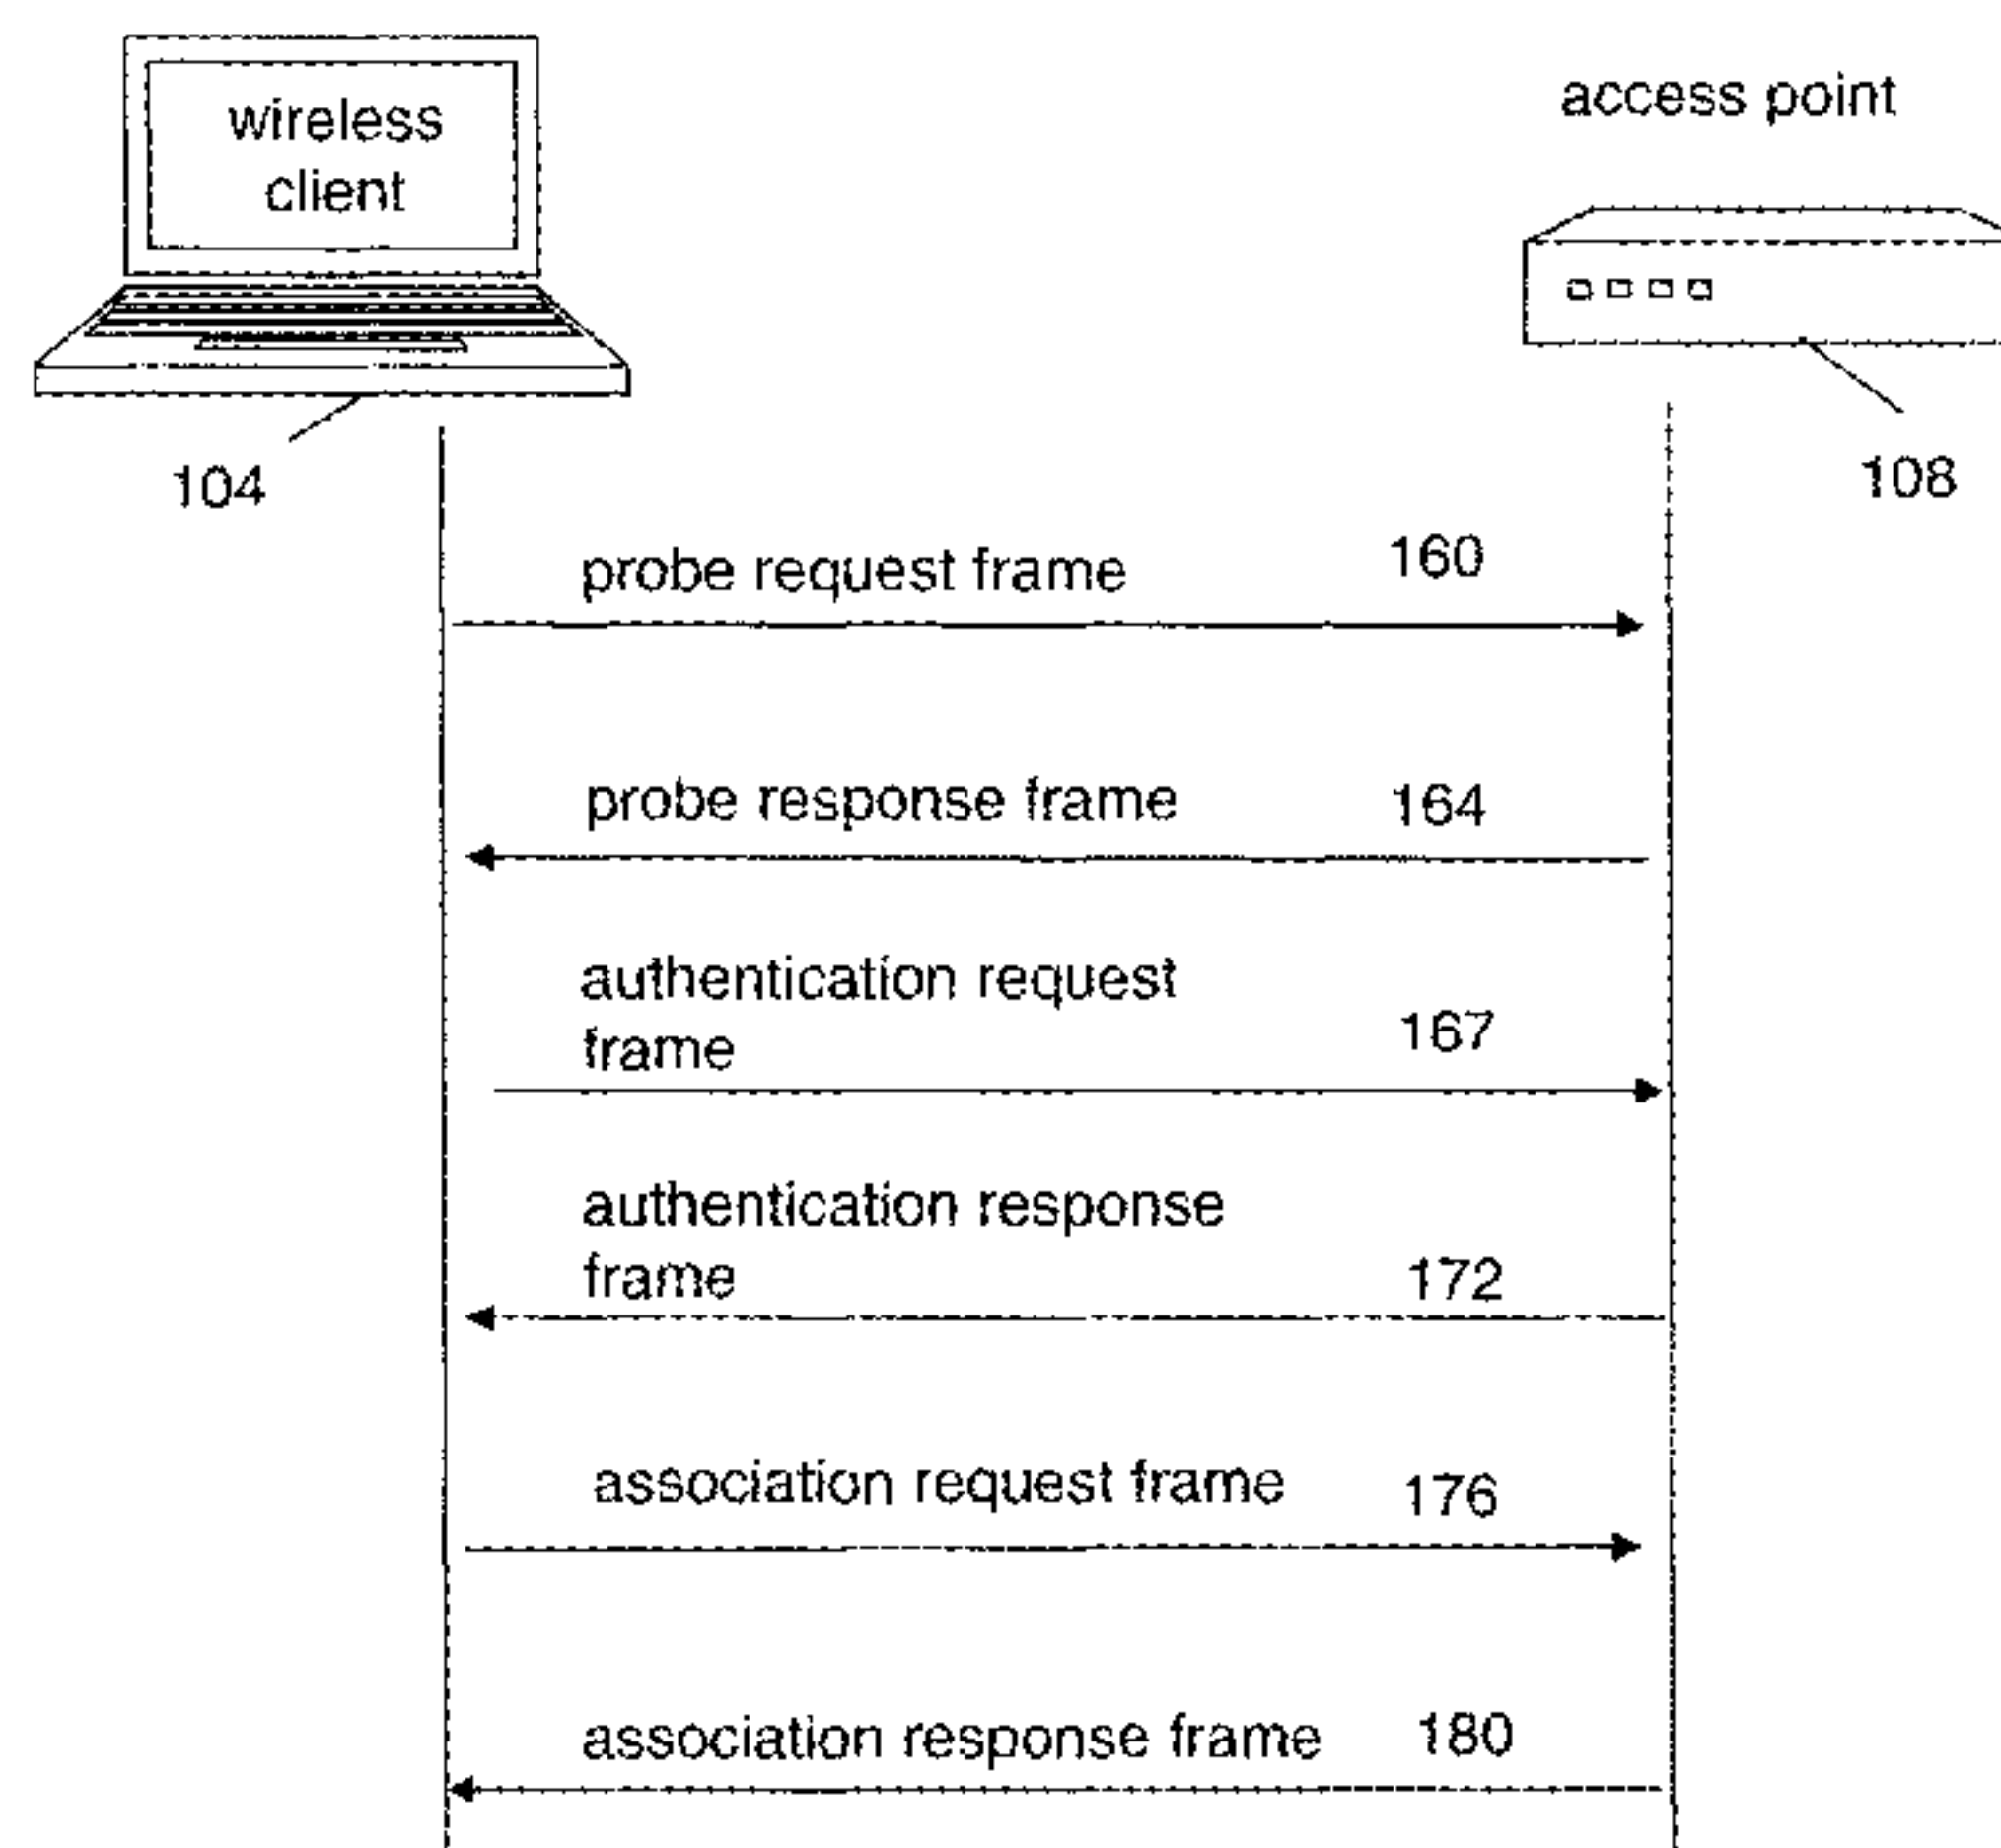 wireless
client
access point
104
108
probe request frame 160
probe response frame 164
authentication request
frame 167
authentication response
frame 172
association request frame 176
association response frame 180